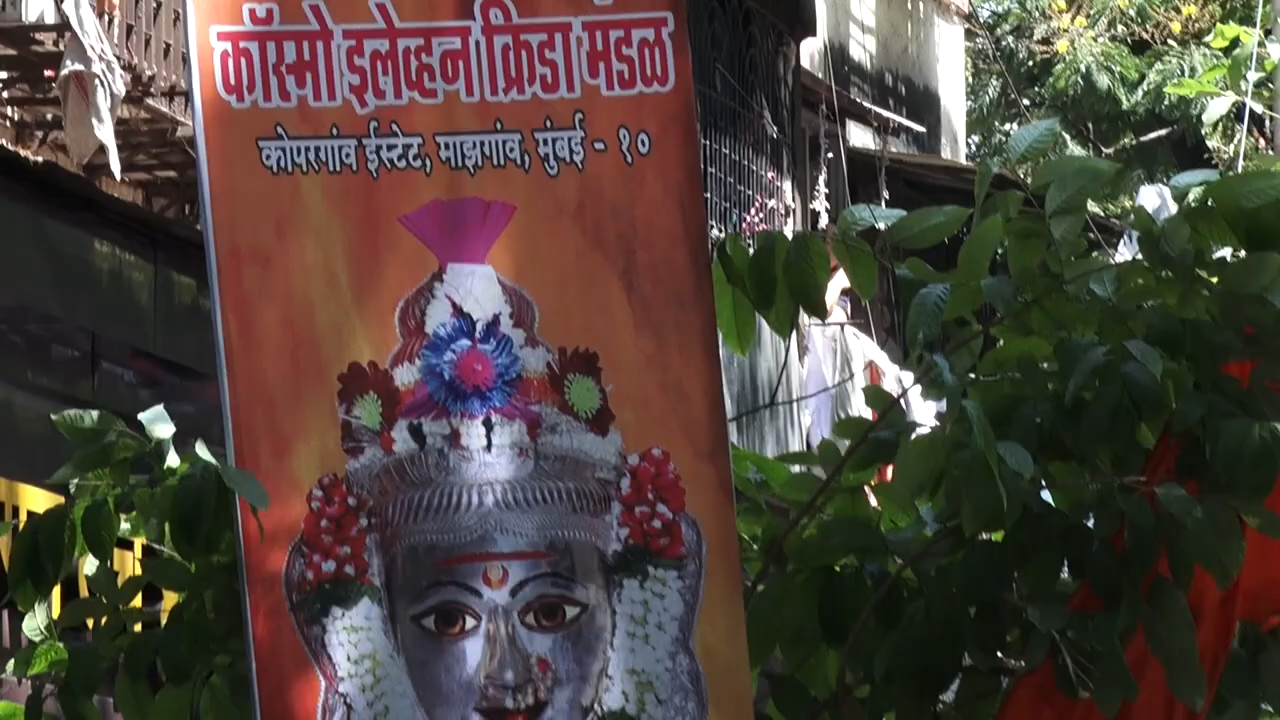 कॉस्मो इलेव्हन क्रिडा मंडळ
कोपरगांव ईस्टेट, माझगांव, मुंबई - १०